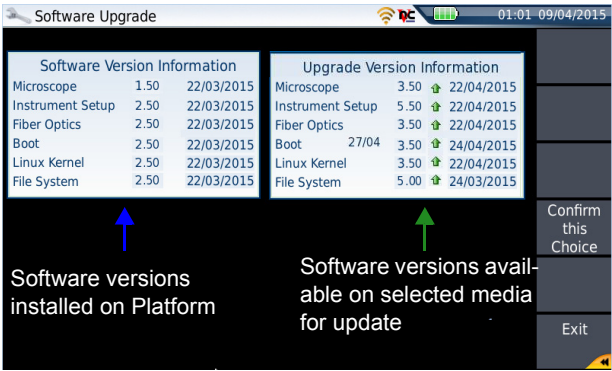 Software Upgrade 01:01 09/04/2015
Software Version Information
Microscope 1.50 22/03/2015
Instrument Setup 2.50 22/03/2015
Fiber Optics 2.50 22/03/2015
Boot 2.50 22/03/2015
Linux Kernel 2.50 22/03/2015
File System 2.50 22/03/2015
Upgrade Version Information
Microscope 3.50 22/04/2015
Instrument Setup 5.50 22/04/2015
Fiber Optics 3.50 22/04/2015
Boot 27/04 3.50 24/04/2015
Linux Kernel 3.50 22/04/2015
File System 5.00 24/03/2015
Software versions
installed on Platform
Software versions avail-
able on selected media
for update
Confirm
this
Choice
Exit